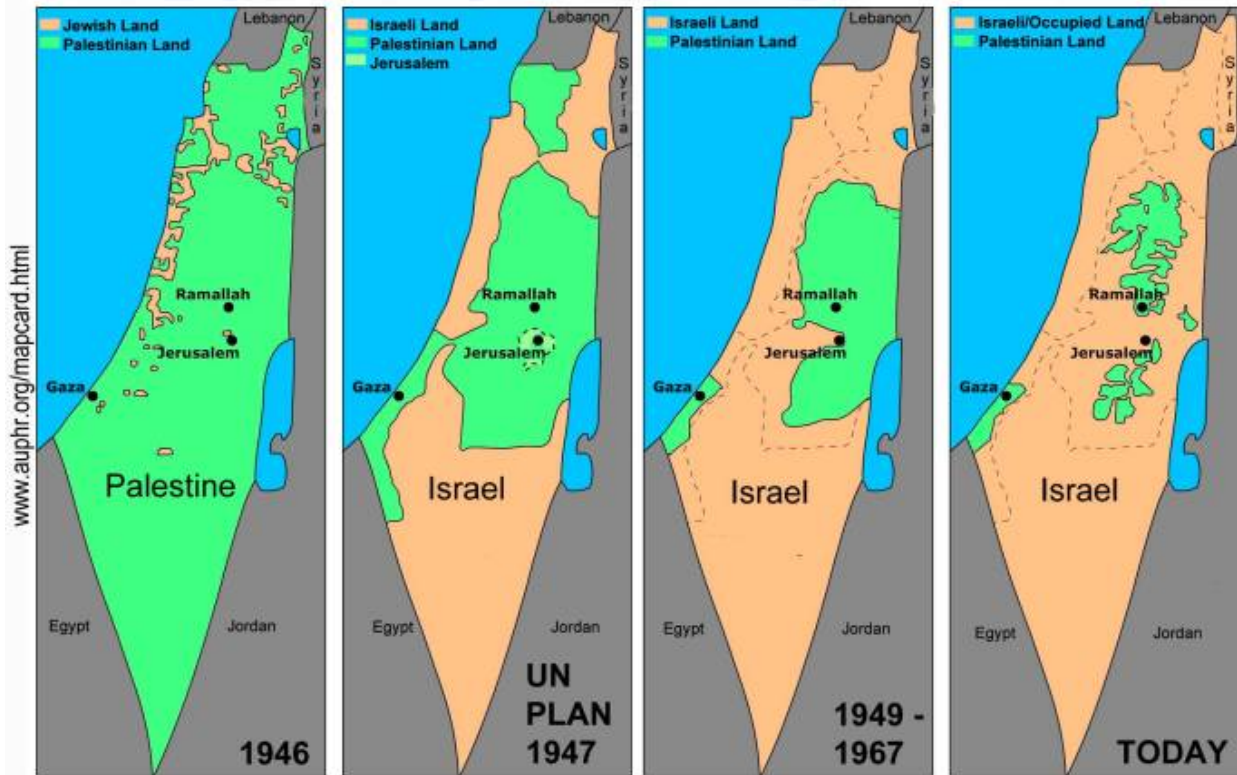 www.auphr.org/mapcard.html
Jewish Land
Palestinian Land
Lebanon
Syria
Ramallah
Jerusalem
Gaza
Palestine
Egypt
Jordan
1946
Israeli Land
Palestinian Land
Jerusalem
Lebanon
Syria
Ramallah
Jerusalem
Gaza
Israel
Egypt
Jordan
UN
PLAN
1947
Israeli Land
Palestinian Land
Lebanon
Syria
Ramallah
Jerusalem
Gaza
Israel
Egypt
Jordan
1949 -
1967
Israeli/Occupied Land
Palestinian Land
Lebanon
Syria
Ramallah
Jerusalem
Gaza
Israel
Egypt
Jordan
TODAY